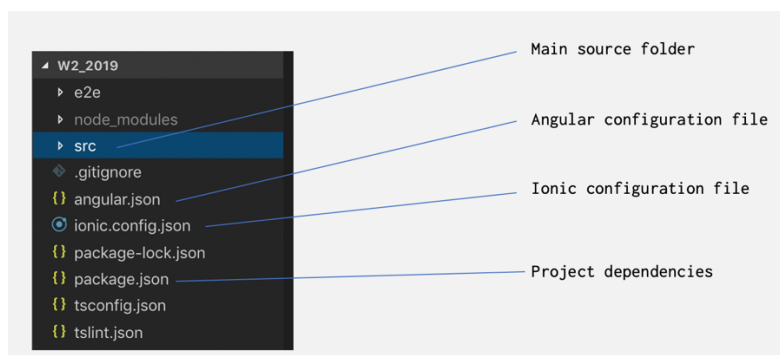 W2_2019
e2e
node_modules
src
.gitignore
angular.json
ionic.config.json
package-lock.json
package.json
tsconfig.json
tslint.json
Main source folder
Angular configuration file
Ionic configuration file
Project dependencies